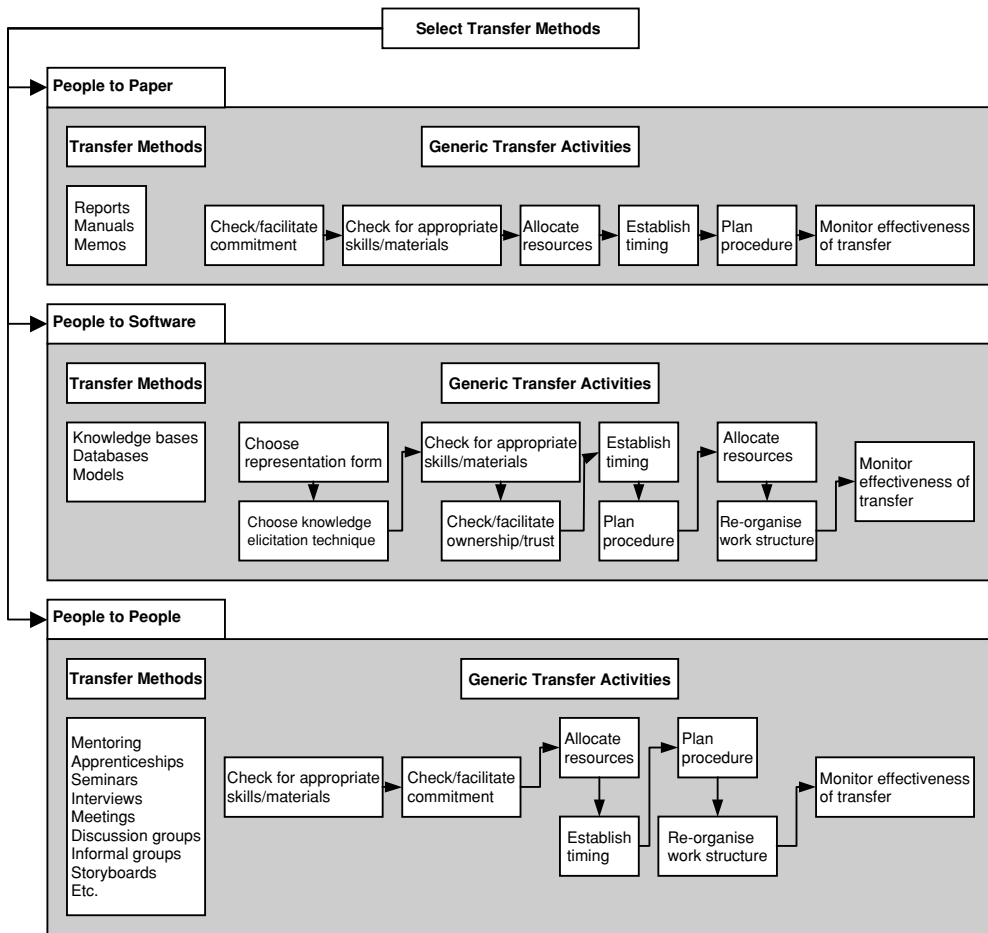 Select Transfer Methods
People to Paper
Transfer Methods
Generic Transfer Activities
Reports
Manuals
Memos
Check/facilitate
commitment
Check for appropriate
skills/materials
Allocate
resources
Establish
timing
Plan
procedure
Monitor effectiveness
of transfer
People to Software
Transfer Methods
Generic Transfer Activities
Knowledge bases
Databases
Models
Choose
representation form
Choose knowledge
elicitation technique
Check for appropriate
skills/materials
Check/facilitate
ownership/trust
Establish
timing
Plan
procedure
Allocate
resources
Re-organise
work structure
Monitor
effectiveness of
transfer
People to People
Transfer Methods
Generic Transfer Activities
Mentoring
Apprenticeships
Seminars
Interviews
Meetings
Discussion groups
Informal groups
Storyboards
Etc.
Check for appropriate
skills/materials
Check/facilitate
commitment
Allocate
resources
Establish
timing
Plan
procedure
Re-organise
work structure
Monitor effectiveness
of transfer